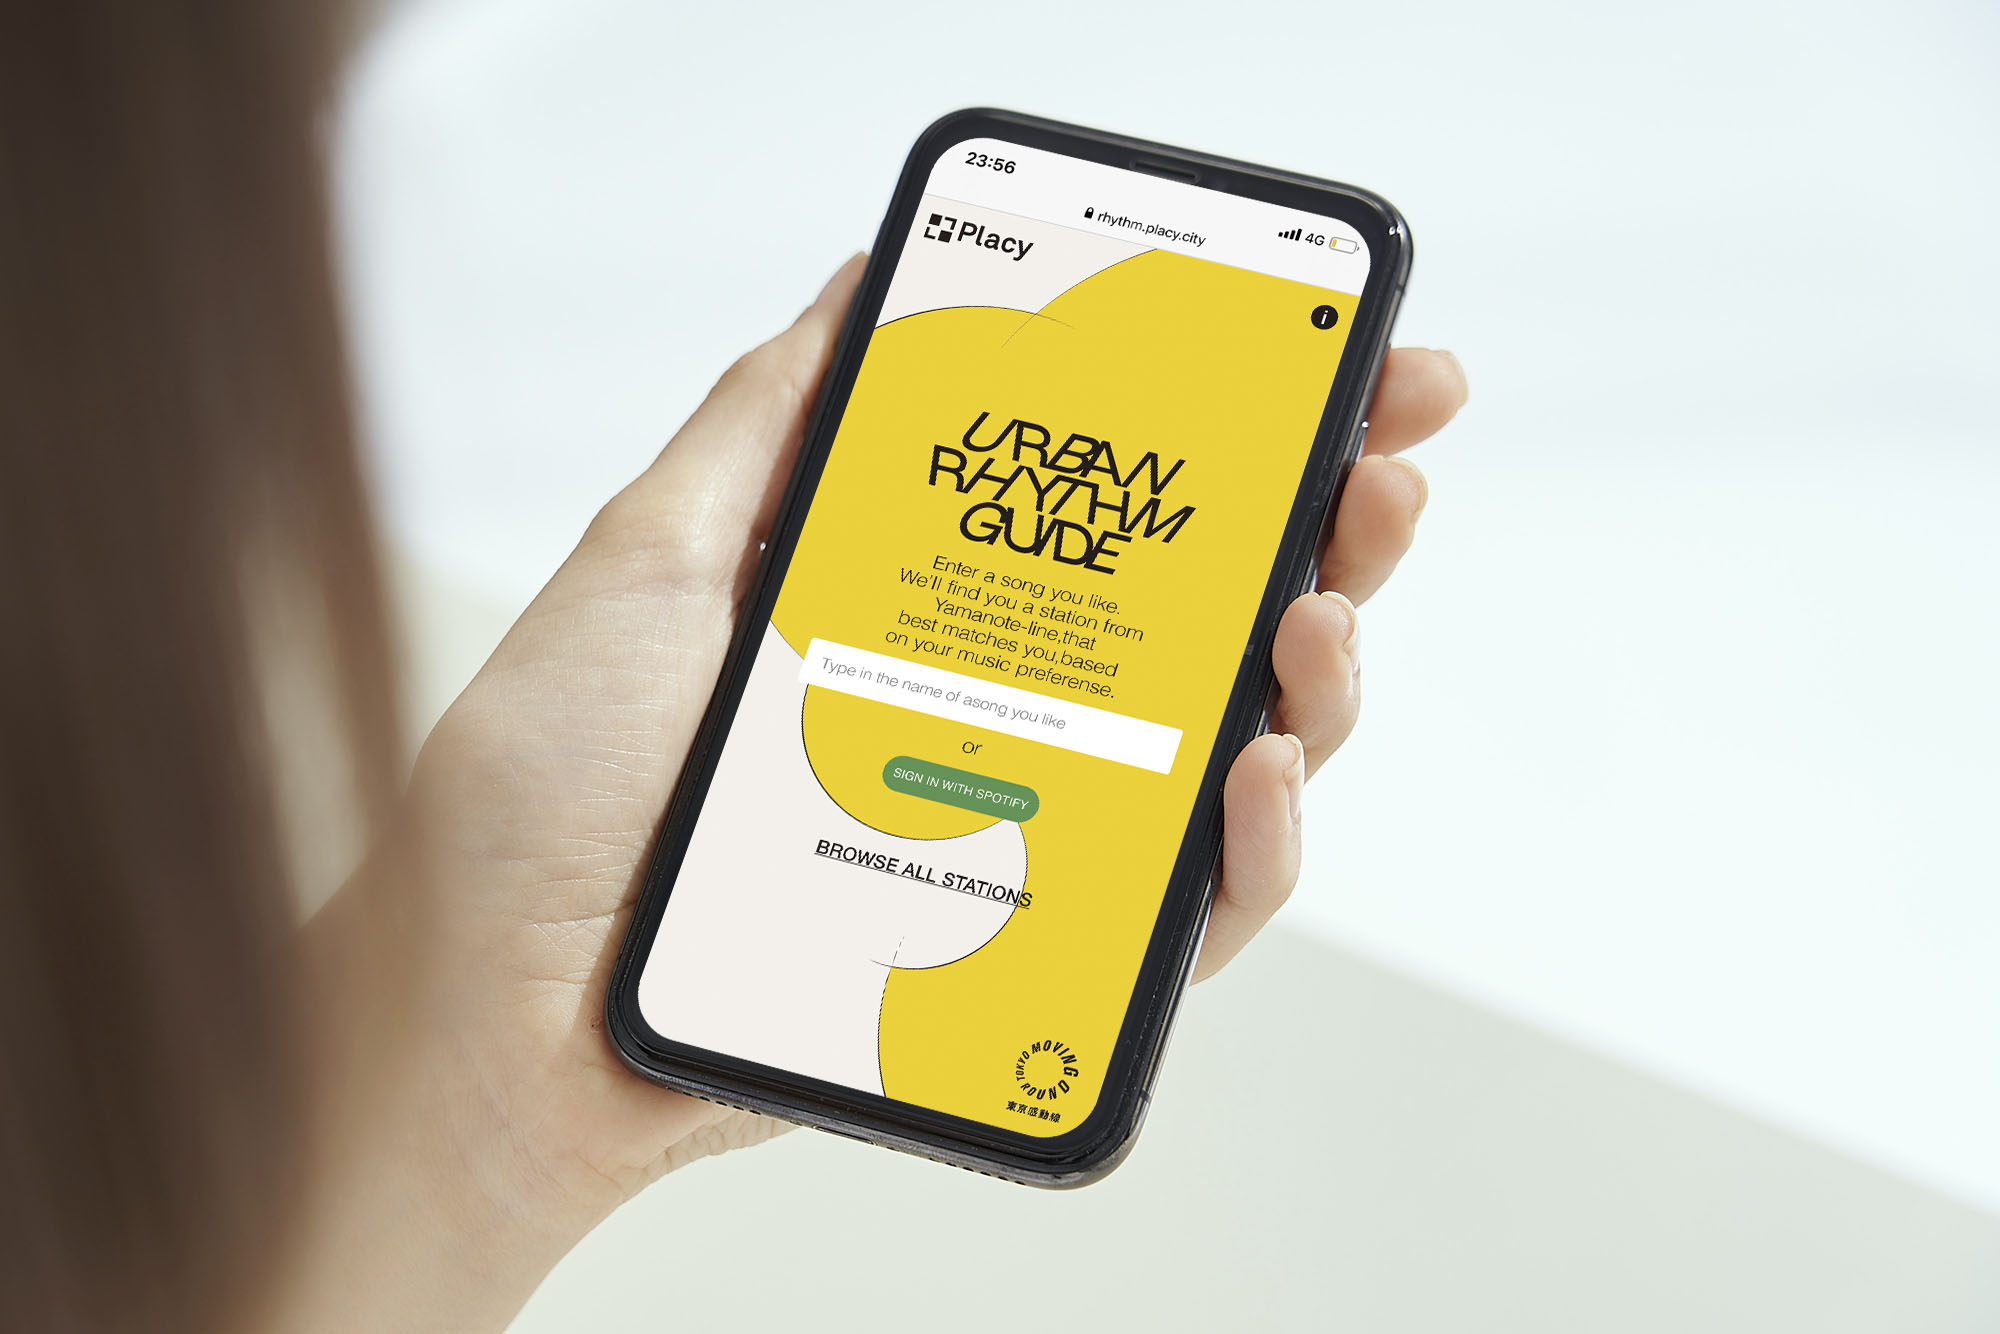 23:56
rhythm.placy.city
4G
Placy
i
URBAN
RHYTHM
GUIDE
Enter a song you like.
We'll find you a station from
Yamanote-line,that
best matches you,based
on your music preferense.
Type in the name of asong you like
or
SIGN IN WITH SPOTIFY
BROWSE ALL STATIONS
TOKYO MOVING ROUND
東京感動線